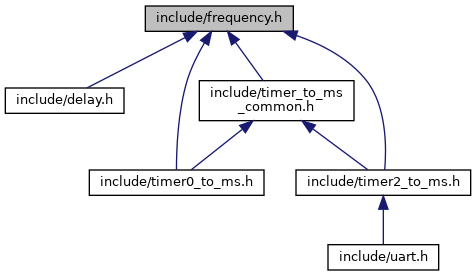 include/frequency.h
include/delay.h
include/timer_to_ms
_common.h
include/timer0_to_ms.h
include/timer2_to_ms.h
include/uart.h